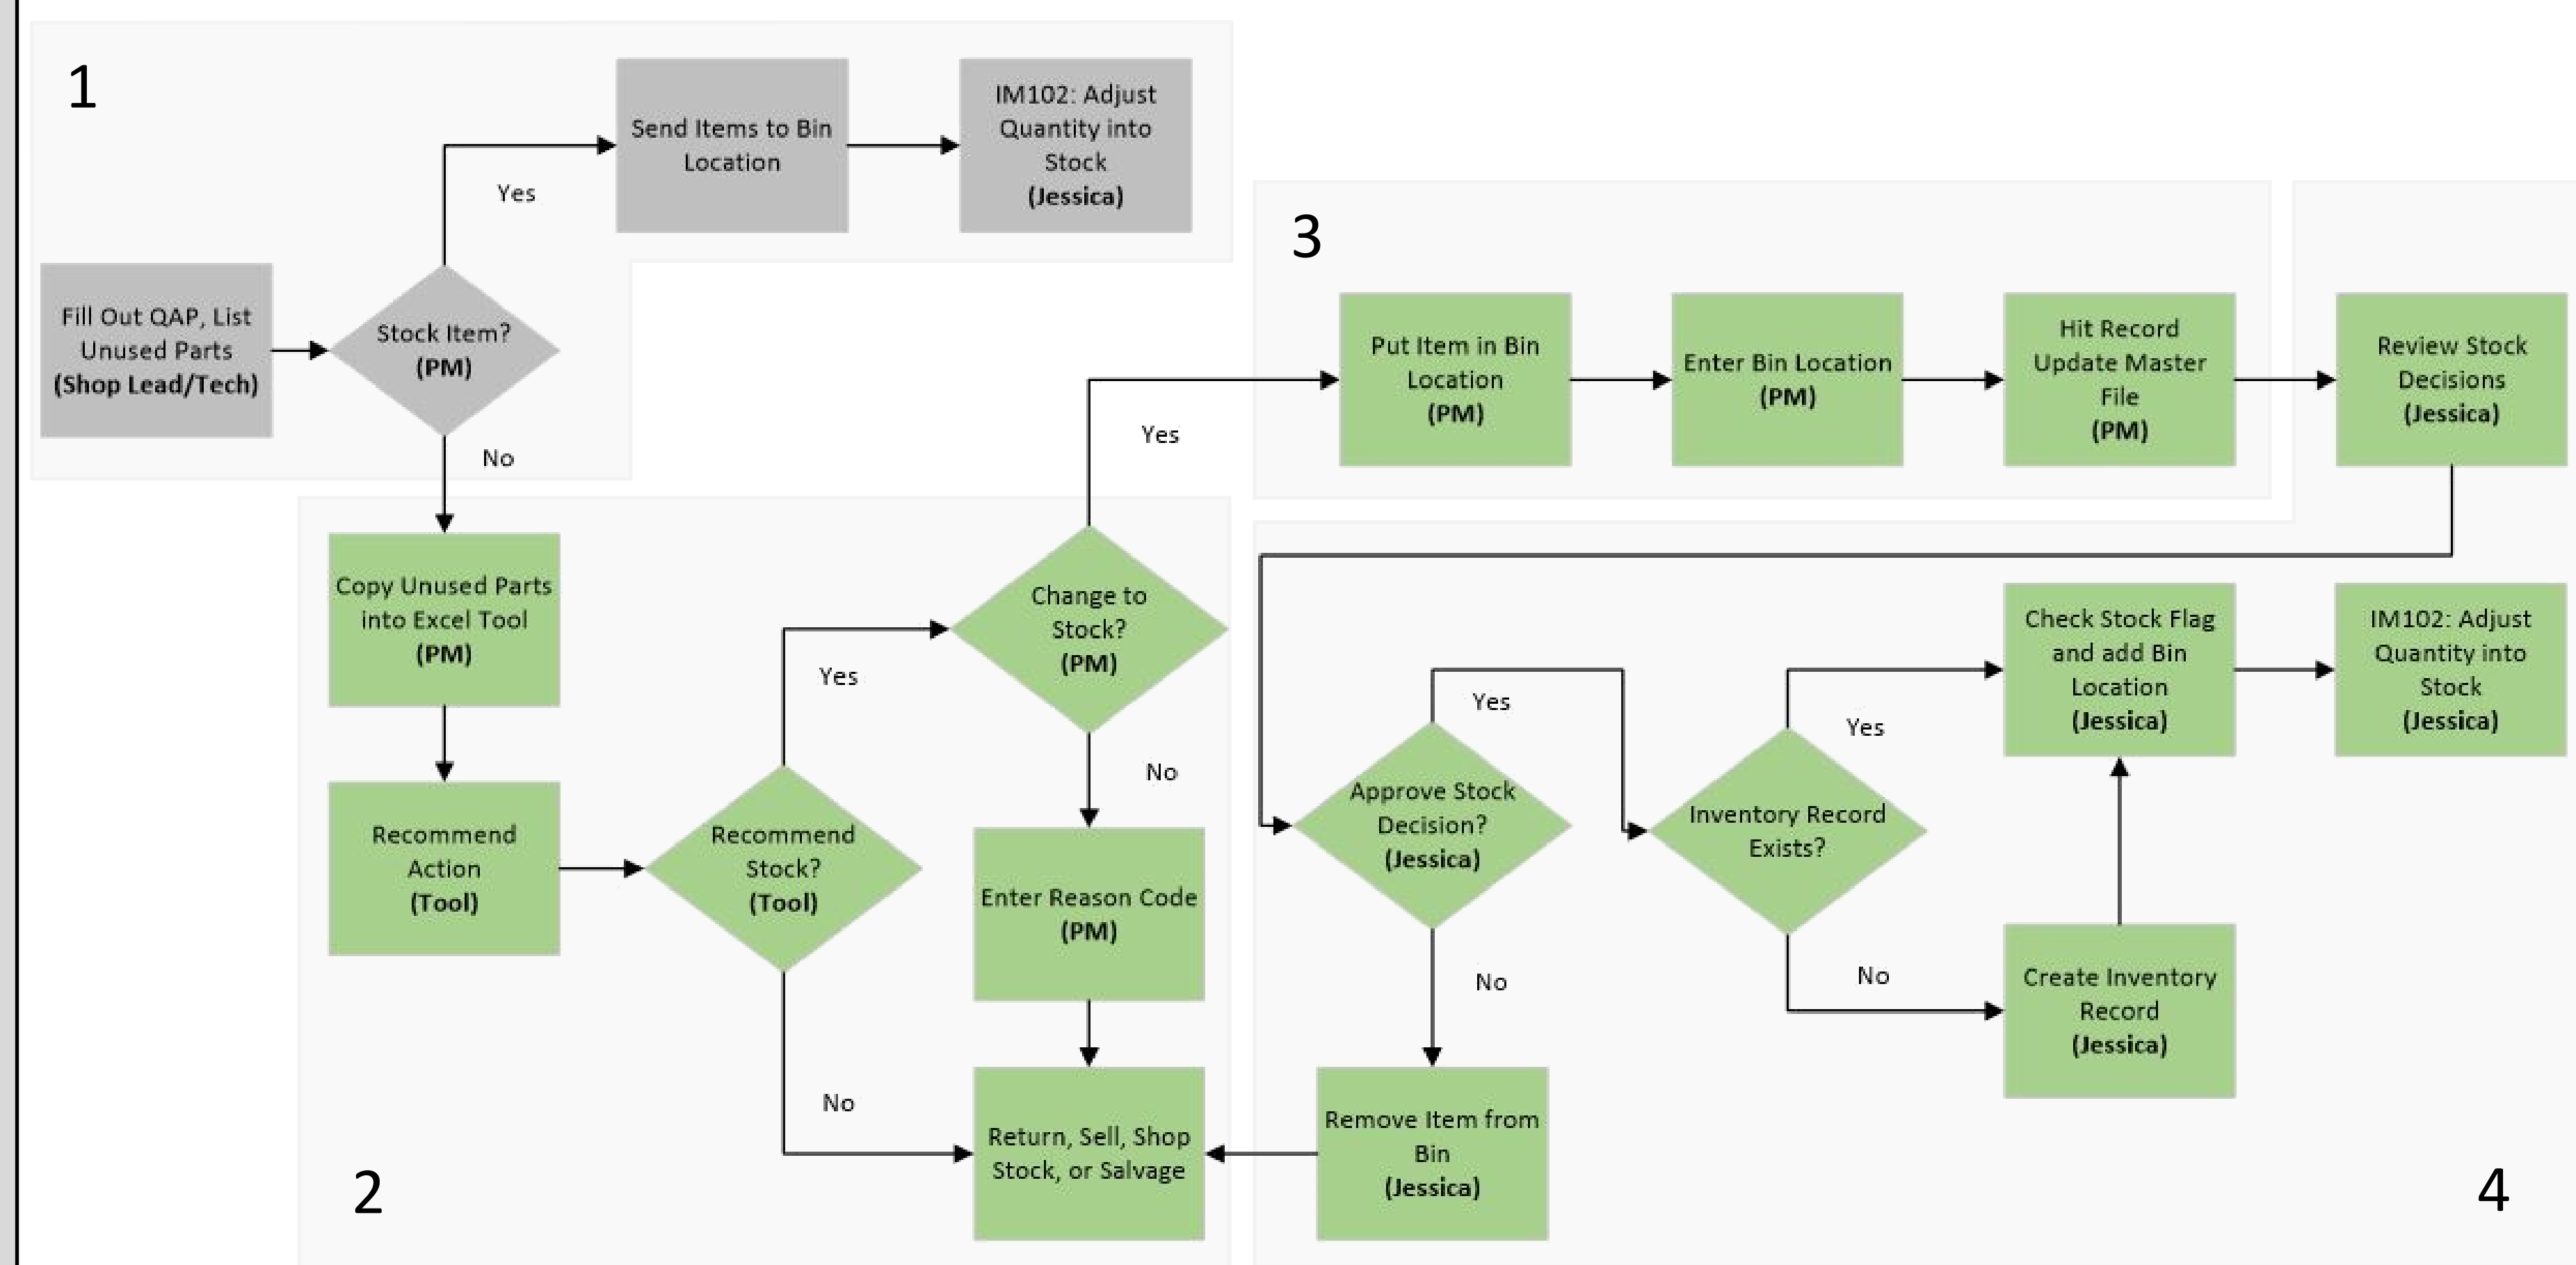 1
Send Items to Bin
Location
IM102: Adjust
Quantity into
Stock
(Jessica)
Yes
Fill Out QAP, List
Unused Parts
(Shop Lead/Tech)
Stock Item?
(PM)
No
3
Put Item in Bin
Location
(PM)
Enter Bin Location
(PM)
Hit Record
Update Master
File
(PM)
Review Stock
Decisions
(Jessica)
Yes
Copy Unused Parts
into Excel Tool
(PM)
Change to
Stock?
(PM)
Yes
No
Recommend
Action
(Tool)
Recommend
Stock?
(Tool)
Enter Reason Code
(PM)
No
Return, Sell, Shop
Stock, or Salvage
2
Check Stock Flag
and add Bin
Location
(Jessica)
IM102: Adjust
Quantity into
Stock
(Jessica)
Yes
Yes
Approve Stock
Decision?
(Jessica)
Inventory Record
Exists?
No
No
Create Inventory
Record
(Jessica)
Remove Item from
Bin
(Jessica)
4